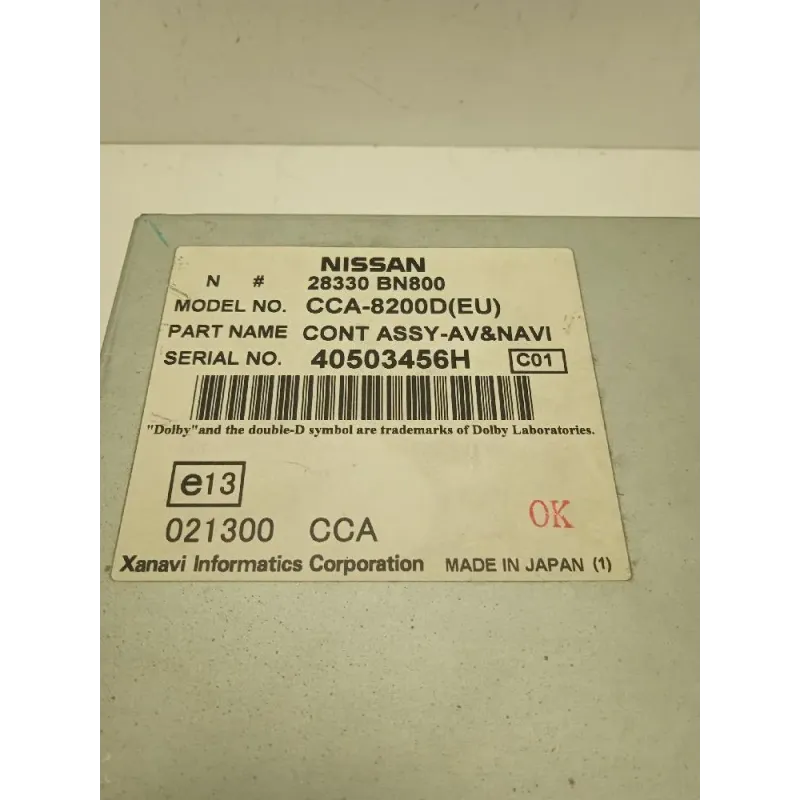 NISSAN
N # 28330 BN800
MODEL NO. CCA-8200D(EU)
PART NAME CONT ASSY-AV&NAVI
SERIAL NO. 40503456H C01
"Dolby"and the double-D symbol are trademarks of Dolby Laboratories.
e13
OK
021300 CCA
Xanavi Informatics Corporation MADE IN JAPAN (1)